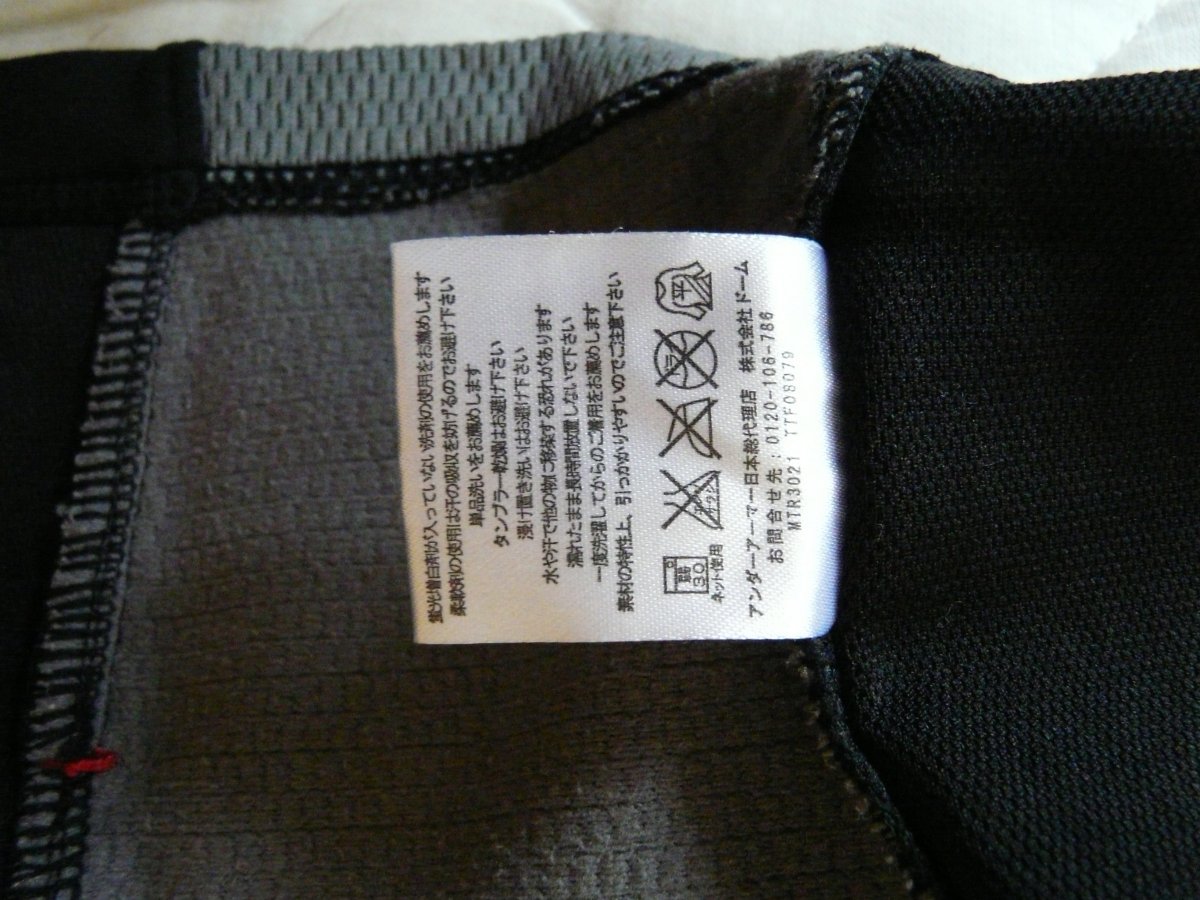 蛍光増白剤が入っていない洗剤の使用をお薦めします
柔軟剤の使用は汗の吸収を妨げるのでお避け下さい
単品洗いをお薦めします
タンブラー乾燥はお避け下さい
浸け置き洗いはお避け下さい
水や汗で他の物に移染する恐れがあります
濡れたまま長時間放置しないで下さい
一度洗濯してからのご着用をお薦めします
素材の特性上、引っかかりやすいのでご注意下さい
弱
30
エンソ
ドライ
平
ネット使用
アンダーアーマー日本総代理店 株式会社ドーム
お問合せ先:0120-106-786
MTR3021 TTF08079